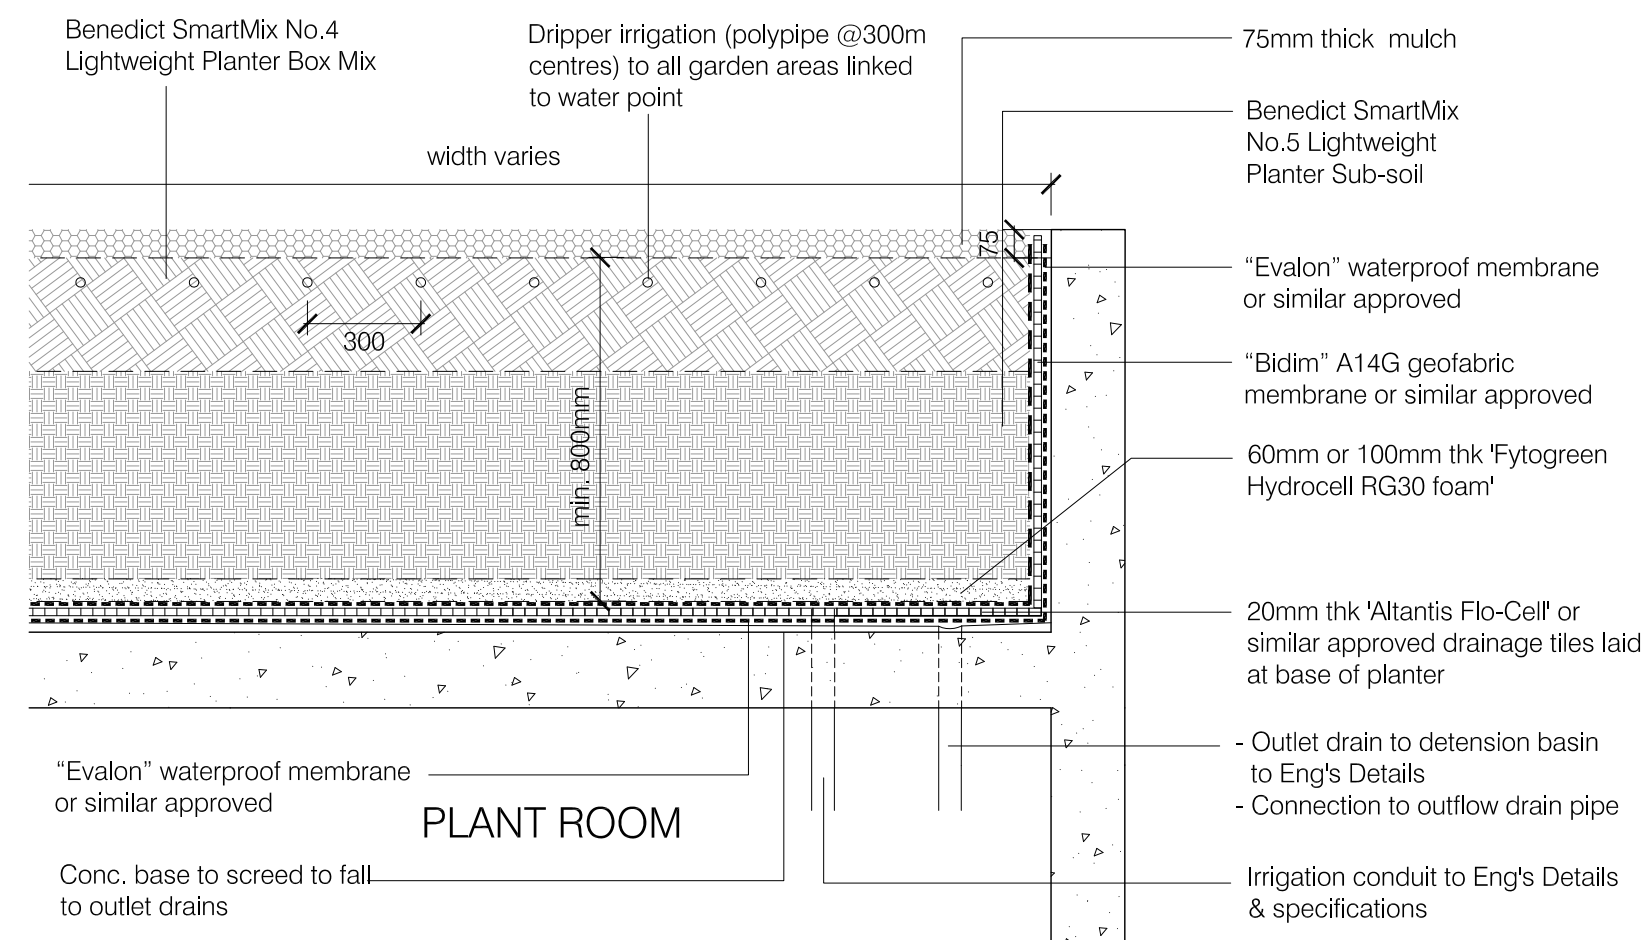 Benedict SmartMix No.4
Lightweight Planter Box Mix
Dripper irrigation (polypipe @300m
centres) to all garden areas linked
to water point
width varies
75mm thick mulch
Benedict SmartMix
No.5 Lightweight
Planter Sub-soil
75
"Evalon" waterproof membrane
or similar approved
300
"Bidim" A14G geofabric
membrane or similar approved
min. 800mm
60mm or 100mm thk 'Fytogreen
Hydrocell RG30 foam'
20mm thk 'Altantis Flo-Cell' or
similar approved drainage tiles laid
at base of planter
- Outlet drain to detension basin
to Eng's Details
- Connection to outflow drain pipe
"Evalon" waterproof membrane
or similar approved
PLANT ROOM
Conc. base to screed to fall
to outlet drains
Irrigation conduit to Eng's Details
& specifications